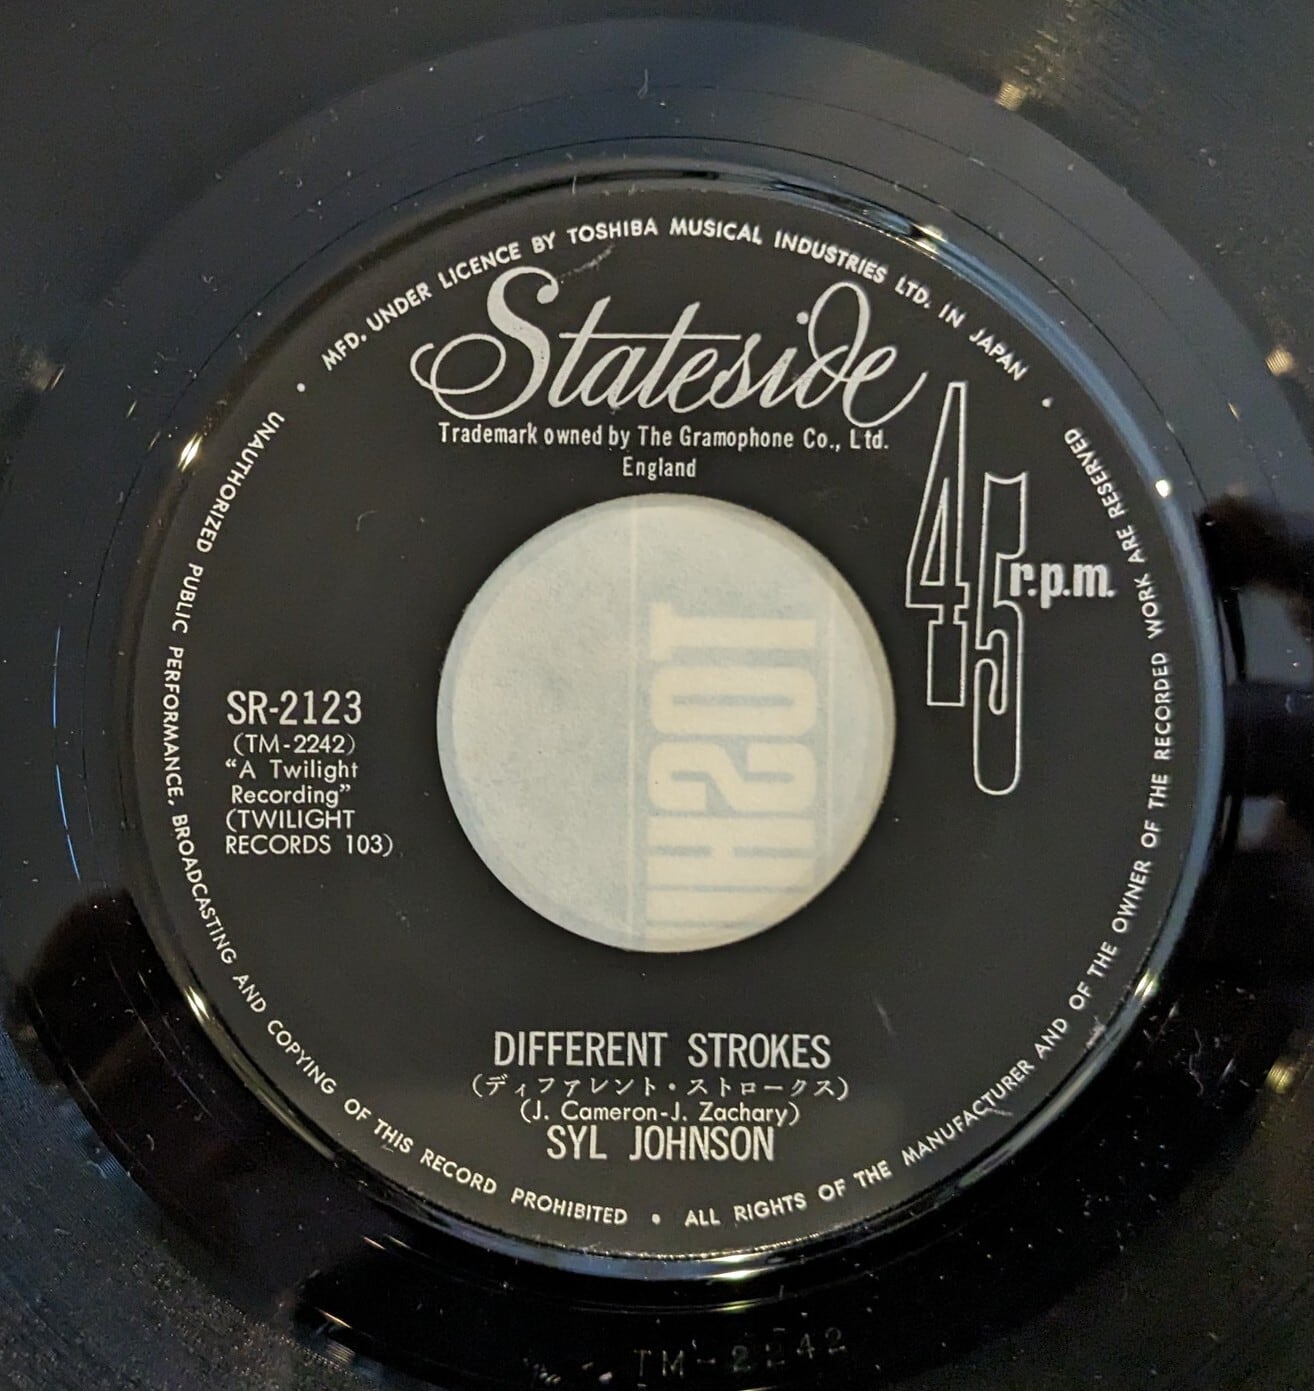 MFD. UNDER LICENCE BY TOSHIBA MUSICAL INDUSTRIES LTD. IN JAPAN •
Stateside
Trademark owned by The Gramophone Co., Ltd.
England
45 r.p.m.
SR-2123
(TM-2242)
“A Twilight
Recording”
(TWILIGHT
RECORDS 103)
TOSHI
DIFFERENT STROKES
(ディファレント・ストロークス)
(J. Cameron-J. Zachary)
SYL JOHNSON
UNAUTHORIZED PUBLIC PERFORMANCE, BROADCASTING AND COPYING OF THIS RECORD PROHIBITED • ALL RIGHTS OF THE MANUFACTURER AND OF THE OWNER OF THE RECORDED WORK ARE RESERVED •
TM-2242